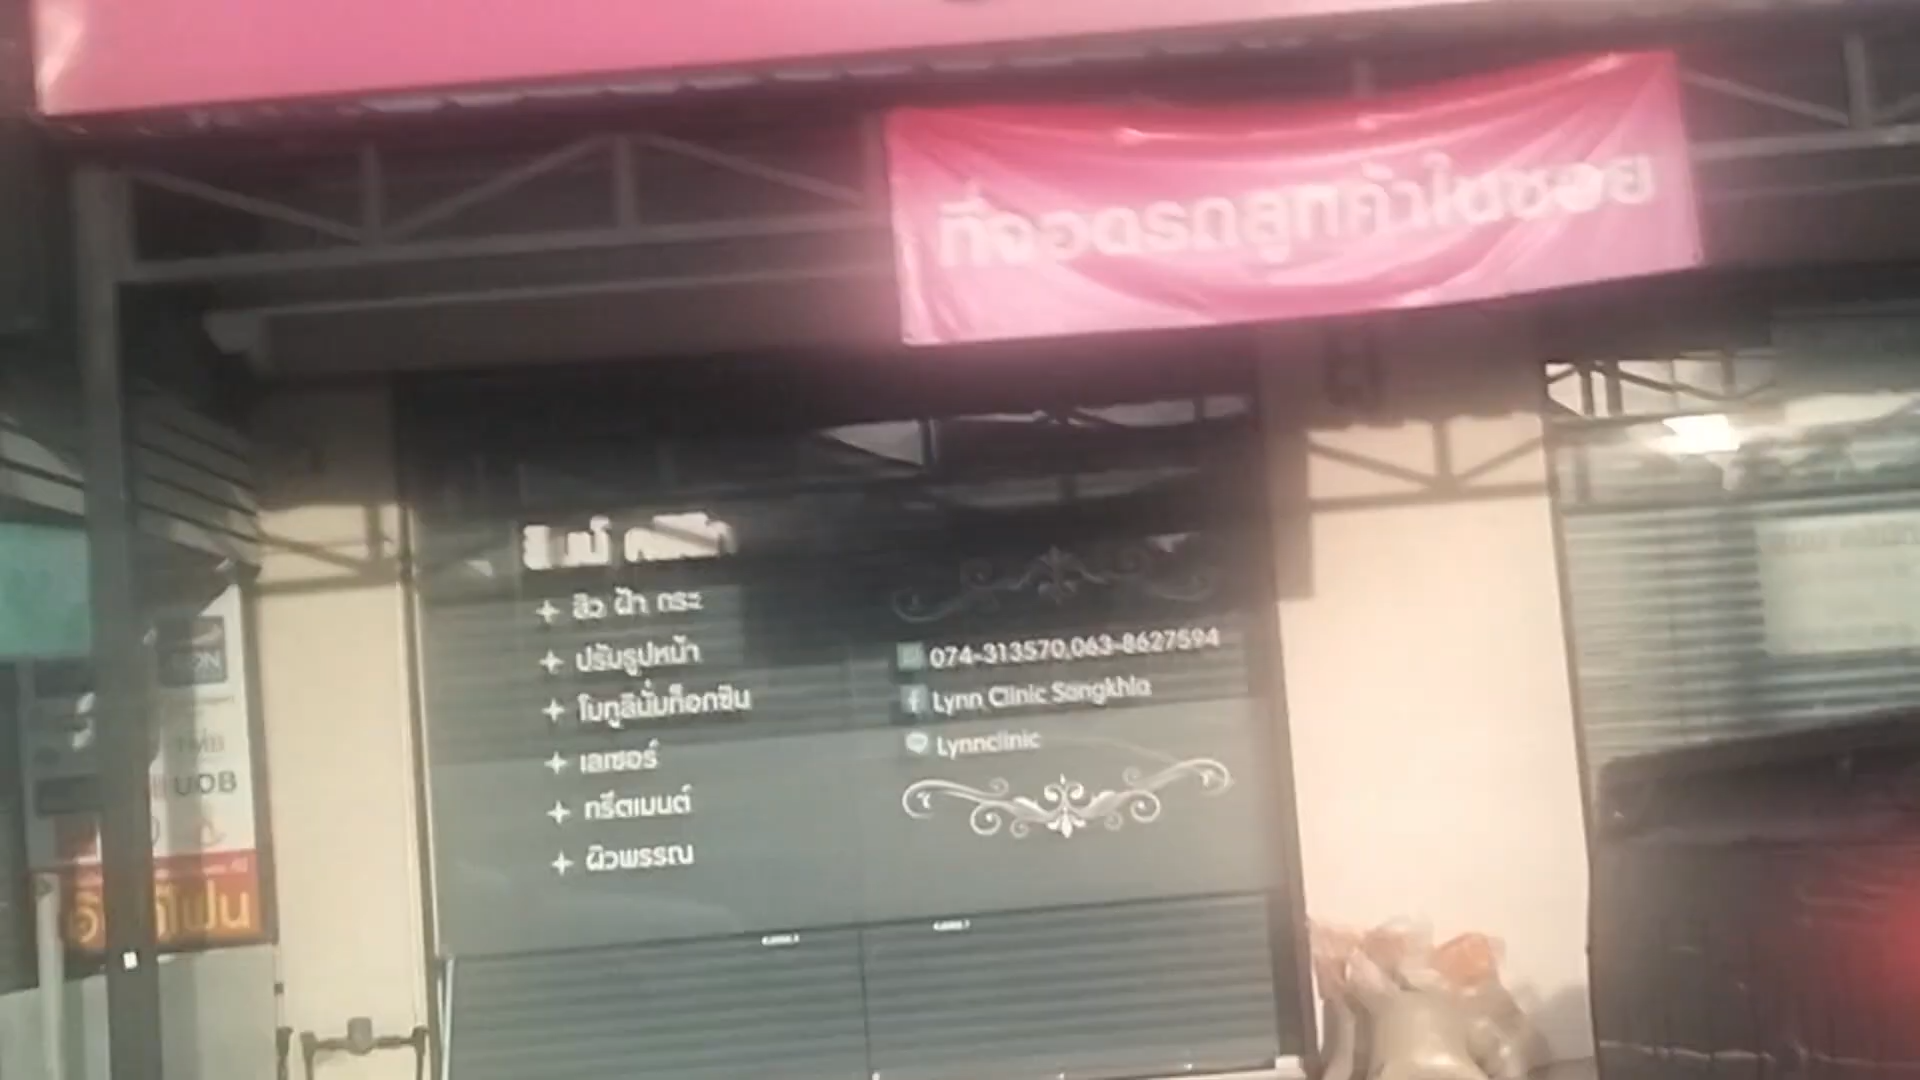 ที่จอดรถลูกค้าในซอย
ลินน์ คลินิก
สิว ฝ้า กระ
ปรับรูปหน้า
โบทูลินั่มท็อกซิน
เลเซอร์
ทรีตเมนต์
ผิวพรรณ
074-313570,063-8627594
Lynn Clinic Songkhla
Lynnclinic
TMB
UOB